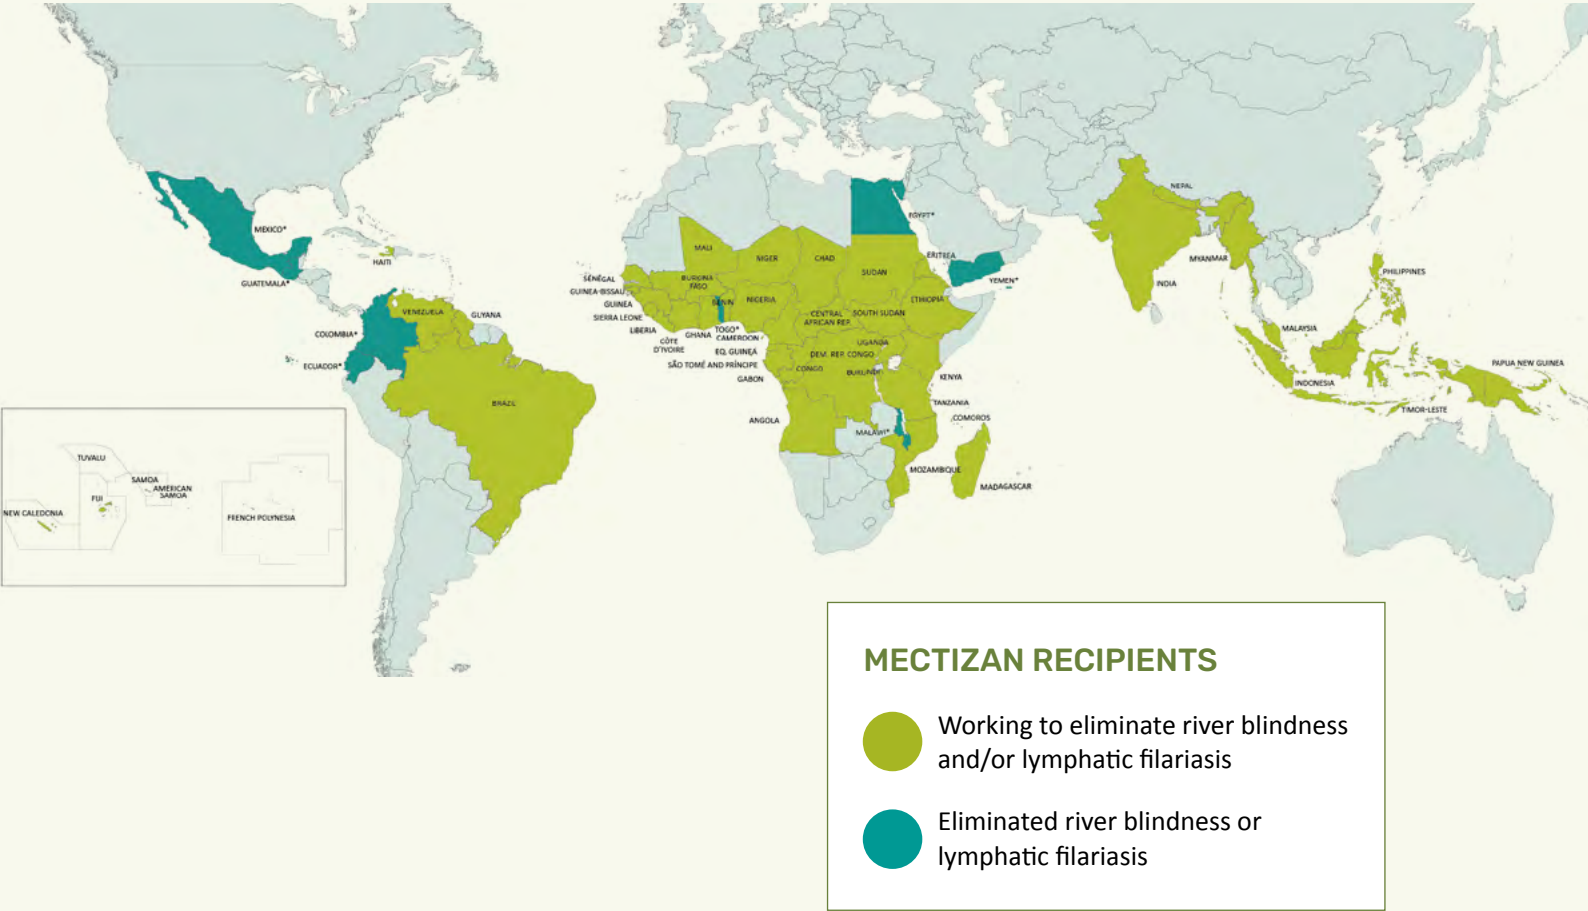 MEXICO*
HAITI
GUATEMALA*
VENEZUELA
GUYANA
COLOMBIA*
ECUADOR*
BRAZIL
TUVALU
SAMOA
AMERICAN
SAMOA
FIJI
NEW CALEDONIA
FRENCH POLYNESIA
EGYPT*
MALI
NIGER
CHAD
SUDAN
ERITREA
YEMEN*
SÉNÉGAL
GUINEA-BISSAU
GUINEA
SIERRA LEONE
LIBERIA
CÔTE
D'IVOIRE
BURKINA
FASO
GHANA
BENIN
TOGO*
NIGERIA
CAMEROON
EQ. GUINEA
SÃO TOMÉ AND PRÍNCIPE
GABON
CENTRAL
AFRICAN REP.
SOUTH SUDAN
ETHIOPIA
UGANDA
DEM. REP. CONGO
CONGO
BURUNDI
KENYA
TANZANIA
COMOROS
ANGOLA
MALAWI*
MOZAMBIQUE
MADAGASCAR
NEPAL
MYANMAR
INDIA
PHILIPPINES
MALAYSIA
INDONESIA
PAPUA NEW GUINEA
TIMOR-LESTE
MECTIZAN RECIPIENTS
Working to eliminate river blindness
and/or lymphatic filariasis
Eliminated river blindness or
lymphatic filariasis